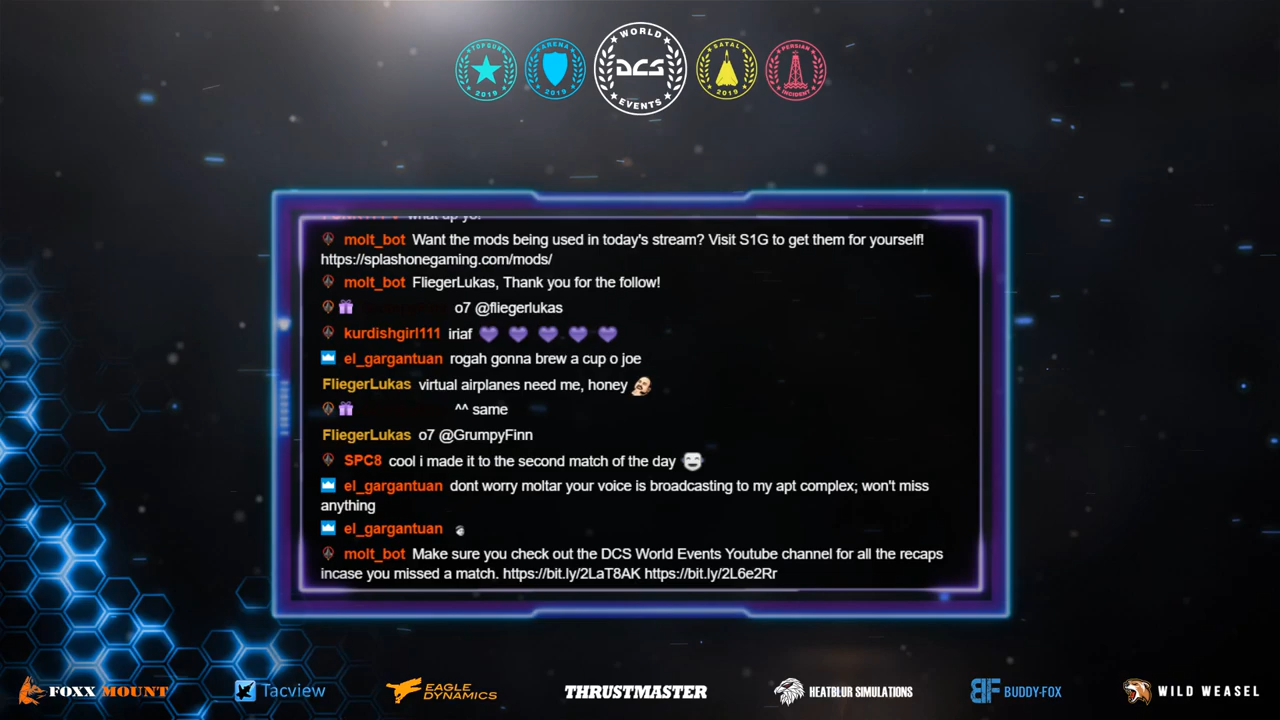 TOPGUN
2019
ARENA
2019
WORLD
DCS
EVENTS
SATAL
2019
PERSIAN
INCIDENT
what up yo!
molt_bot Want the mods being used in today's stream? Visit S1G to get them for yourself!
https://splashonegaming.com/mods/
molt_bot FliegerLukas, Thank you for the follow!
o7 @fliegerlukas
kurdishgirl111 iriaf
el_gargantuan rogah gonna brew a cup o joe
FliegerLukas virtual airplanes need me, honey
^^ same
FliegerLukas o7 @GrumpyFinn
SPC8 cool i made it to the second match of the day
el_gargantuan dont worry moltar your voice is broadcasting to my apt complex; won't miss
anything
el_gargantuan
molt_bot Make sure you check out the DCS World Events Youtube channel for all the recaps
incase you missed a match. https://bit.ly/2LaT8AK https://bit.ly/2L6e2Rr
FOXX MOUNT
Tacview
EAGLE
DYNAMICS
THRUSTMASTER
HEATBLUR SIMULATIONS
BF BUDDY-FOX
WILD WEASEL